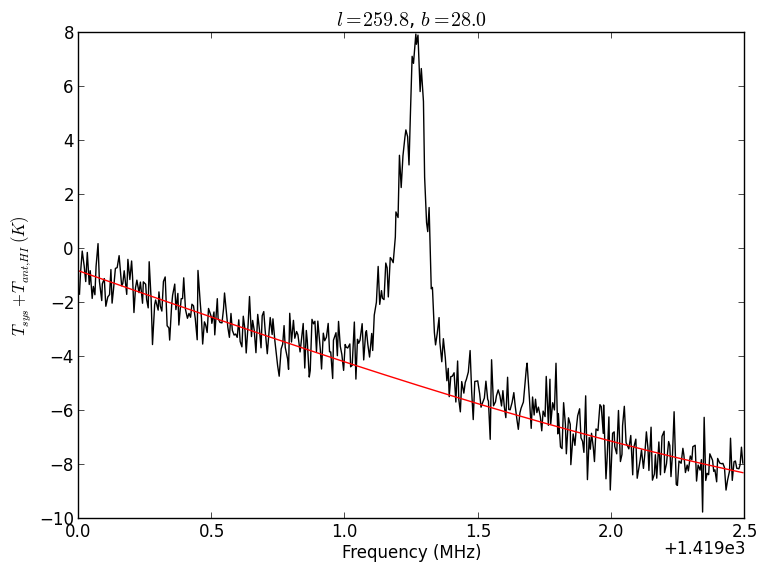 l=259.8, b=28.0
8
6
4
2
0
−2
−4
−6
−8
−10
T_sys+T_ant,HI (K)
0.0 0.5 1.0 1.5 2.0 2.5
Frequency (MHz)
+1.419e3